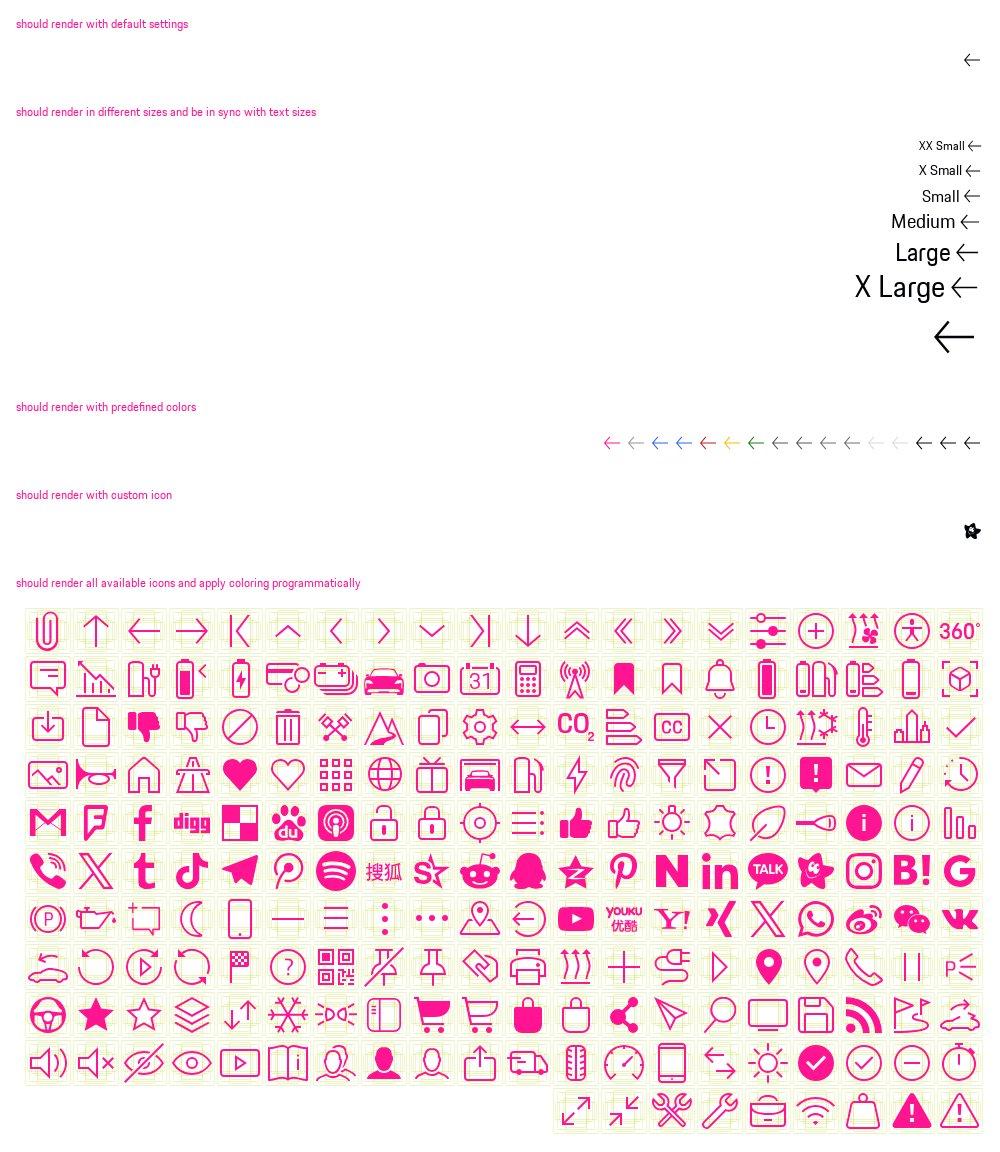 should render with default settings
should render in different sizes and be in sync with text sizes
XX Small
X Small
Small
Medium
Large
X Large
should render with predefined colors
should render with custom icon
should render all available icons and apply coloring programmatically
360°
31
CO2 CC
digg du
搜狐 S TALK B! G
P YOUKU 优酷 Y!
? P
i